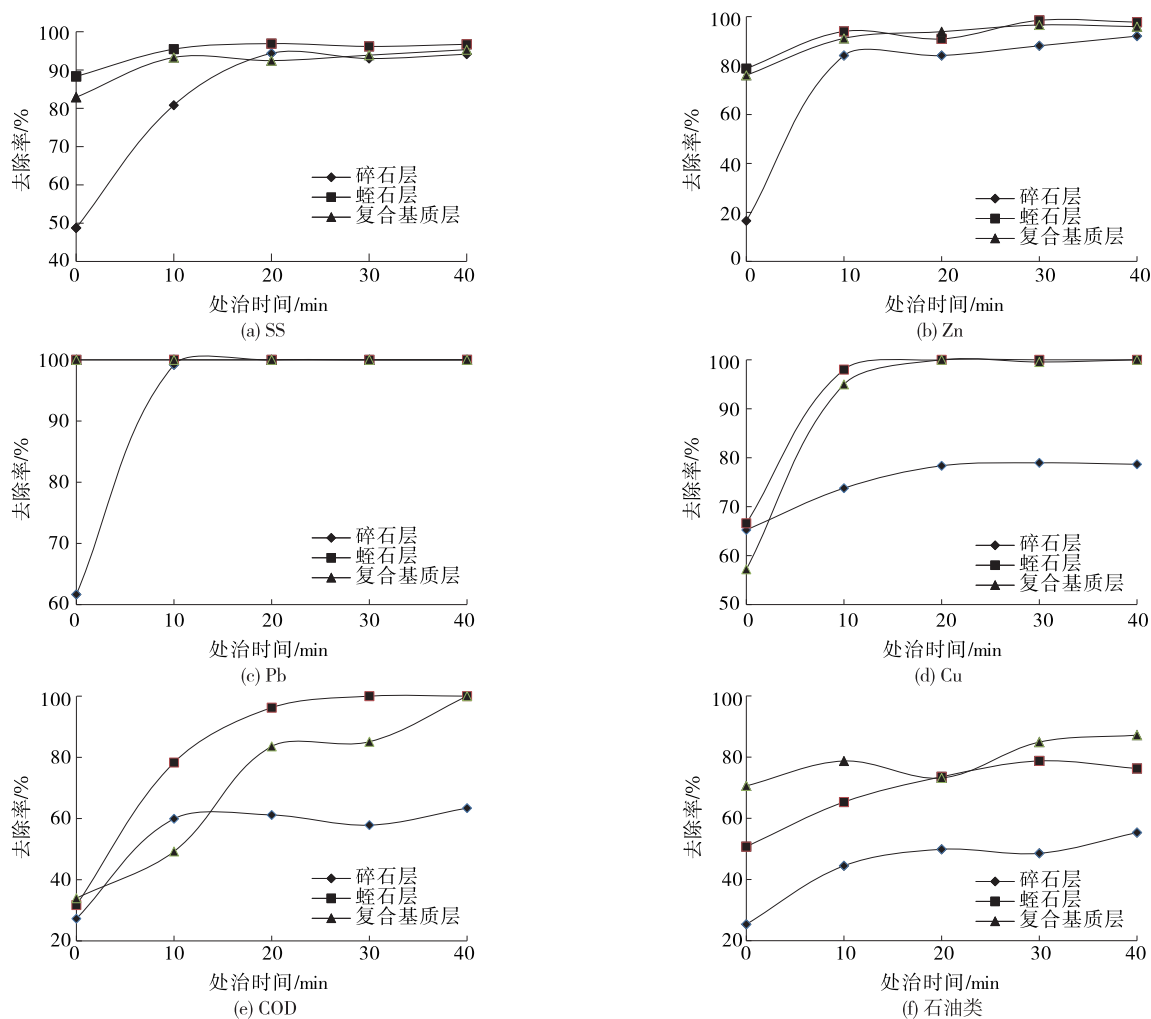 100
90
80
70
60
50
40
去除率/%
碎石层
蛭石层
复合基质层
0 10 20 30 40
处治时间/min
(a) SS
100
80
60
40
20
0
去除率/%
碎石层
蛭石层
复合基质层
0 10 20 30 40
处治时间/min
(b) Zn
100
90
80
70
60
去除率/%
碎石层
蛭石层
复合基质层
0 10 20 30 40
处治时间/min
(c) Pb
100
90
80
70
60
50
去除率/%
碎石层
蛭石层
复合基质层
0 10 20 30 40
处治时间/min
(d) Cu
100
80
60
40
20
去除率/%
碎石层
蛭石层
复合基质层
0 10 20 30 40
处治时间/min
(e) COD
100
80
60
40
20
去除率/%
碎石层
蛭石层
复合基质层
0 10 20 30 40
处治时间/min
(f) 石油类